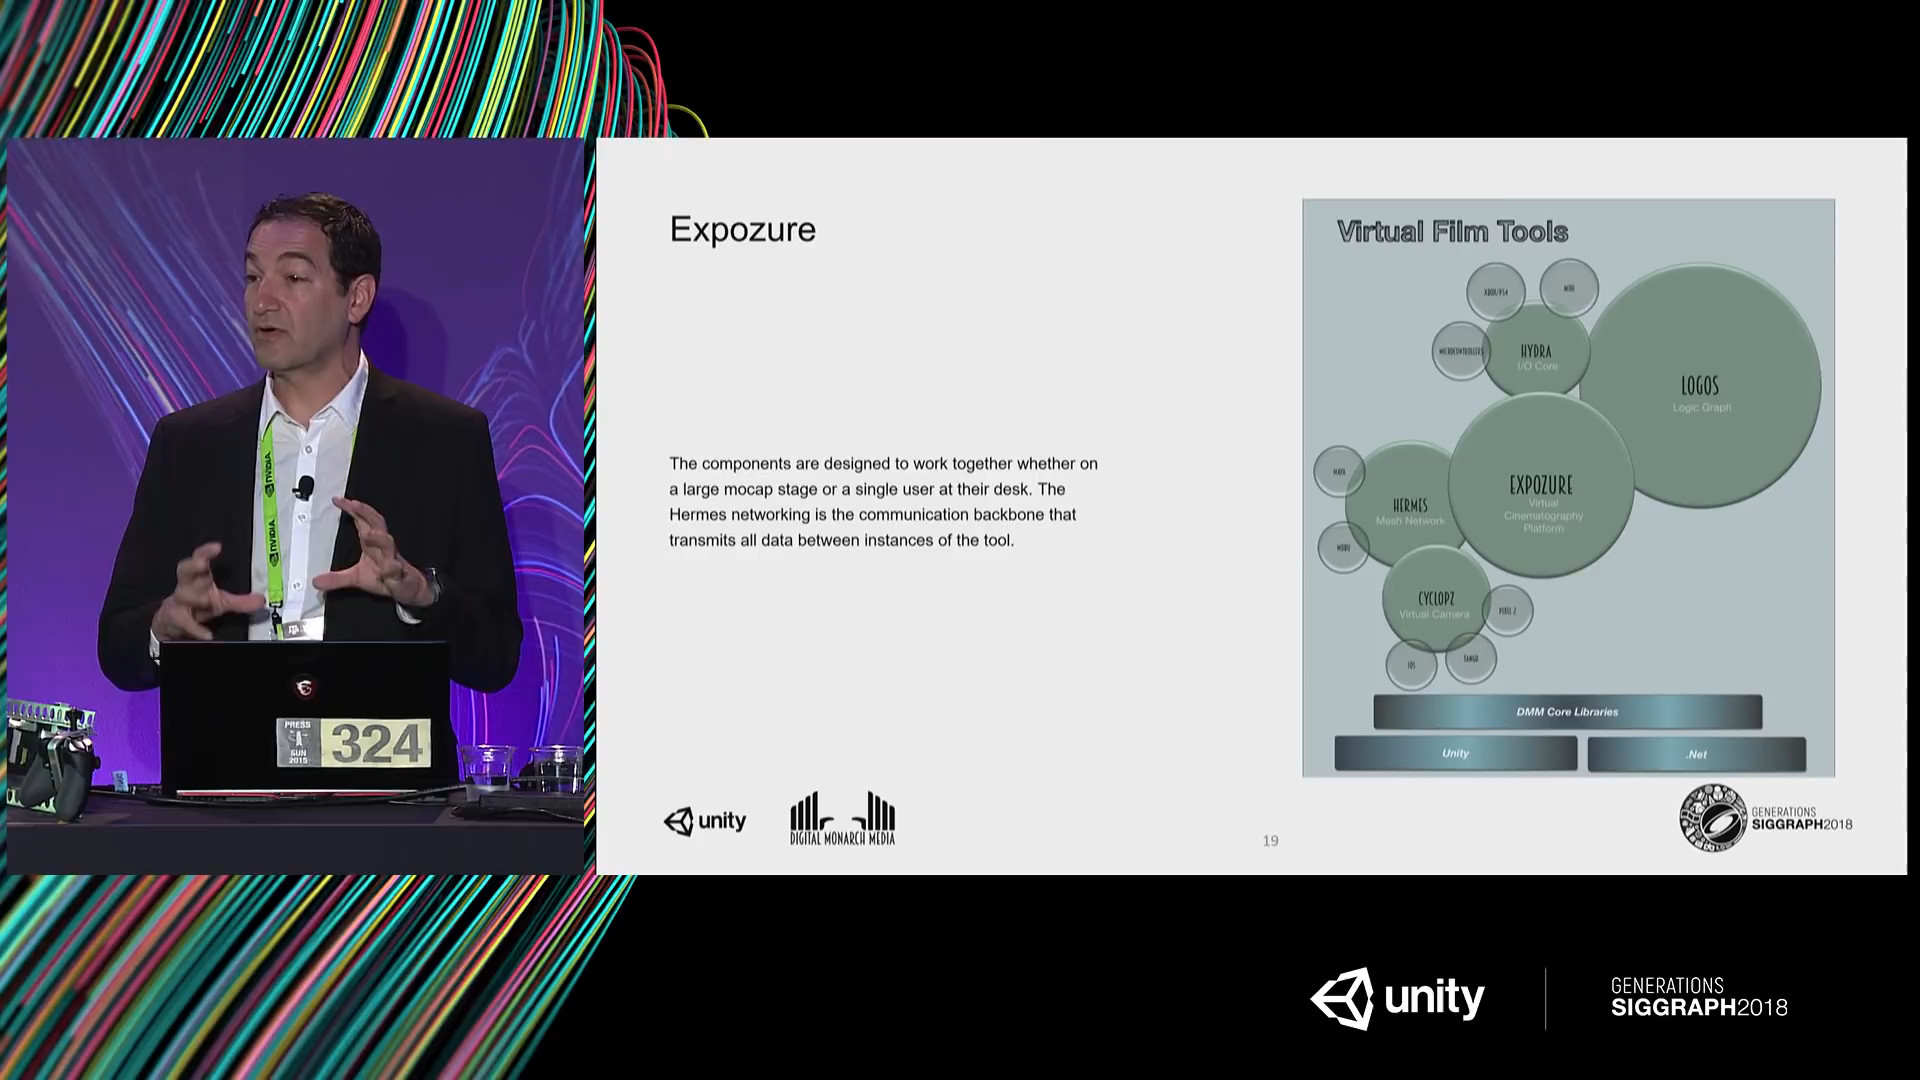 Expozure
The components are designed to work together whether on
a large mocap stage or a single user at their desk. The
Hermes networking is the communication backbone that
transmits all data between instances of the tool.
Virtual Film Tools
XBOX/PS4
MIDI
MICROCONTROLLERS
HYDRA
I/O Core
LOGOS
Logic Graph
MAYA
HERMES
Mesh Network
MOBU
EXPOZURE
Virtual
Cinematography
Platform
CYCLOPZ
Virtual Camera
PIXEL 2
IOS
TANGO
DMM Core Libraries
Unity
.Net
unity
DIGITAL MONARCH MEDIA
19
GENERATIONS
SIGGRAPH2018
NVIDIA.
NVIDIA.
PRESS
SUN
2015
324
unity
GENERATIONS
SIGGRAPH2018